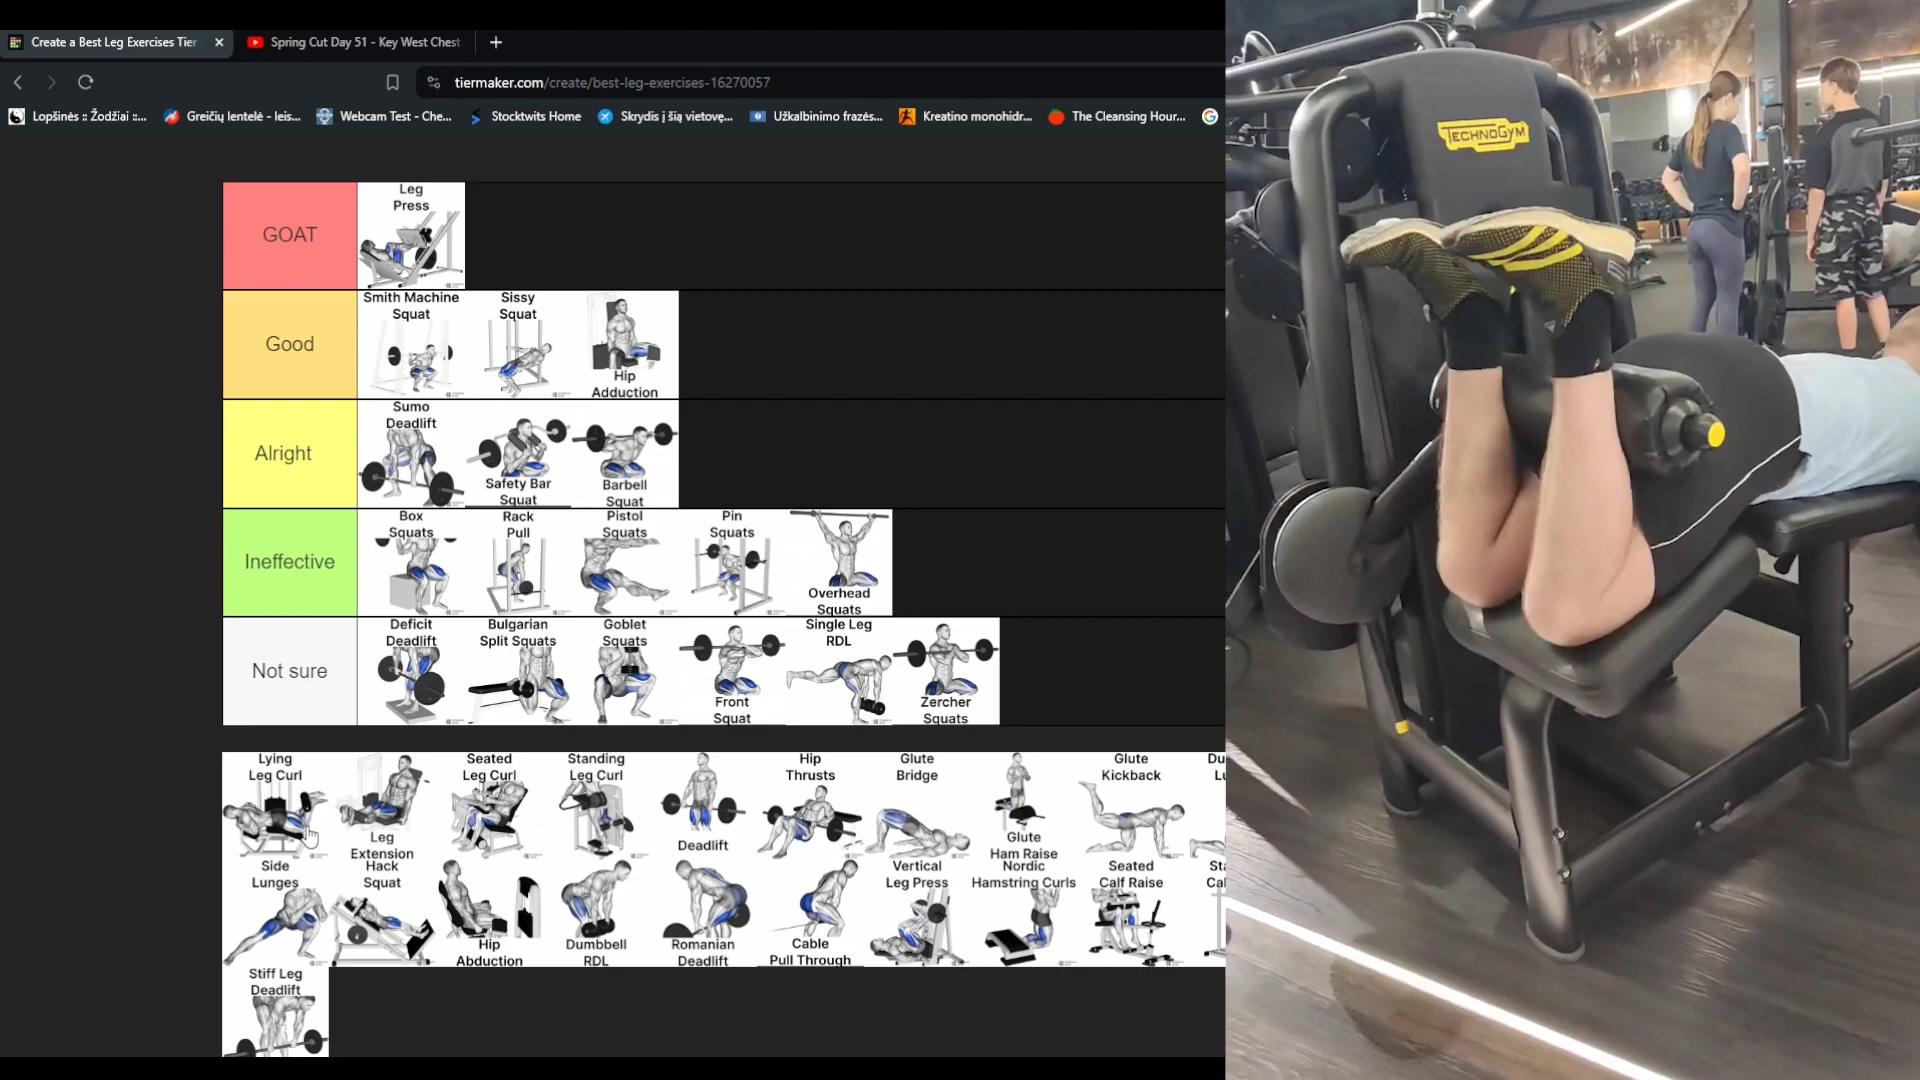 Create a Best Leg Exercises Tier
Spring Cut Day 51 - Key West Chest
tiermaker.com/create/best-leg-exercises-16270057
Lopšinės :: Žodžiai ::...
Greičių lentelė - leis...
Webcam Test - Che...
Stocktwits Home
Skrydis į šią vietovę...
Užkalbinimo frazės...
Kreatino monohidr...
The Cleansing Hour...
TECHNOGYM
GOAT
Leg
Press
Good
Smith Machine
Squat
Sissy
Squat
Hip
Adduction
Alright
Sumo
Deadlift
Safety Bar
Squat
Barbell
Squat
Ineffective
Box
Squats
Rack
Pull
Pistol
Squats
Pin
Squats
Overhead
Squats
Not sure
Deficit
Deadlift
Bulgarian
Split Squats
Goblet
Squats
Front
Squat
Single Leg
RDL
Zercher
Squats
Lying
Leg Curl
Leg
Extension
Seated
Leg Curl
Standing
Leg Curl
Deadlift
Hip
Thrusts
Glute
Bridge
Glute
Ham Raise
Glute
Kickback
Du
Lu
Side
Lunges
Hack
Squat
Hip
Abduction
Dumbbell
RDL
Romanian
Deadlift
Cable
Pull Through
Vertical
Leg Press
Nordic
Hamstring Curls
Seated
Calf Raise
Sta
Cal
Stiff Leg
Deadlift